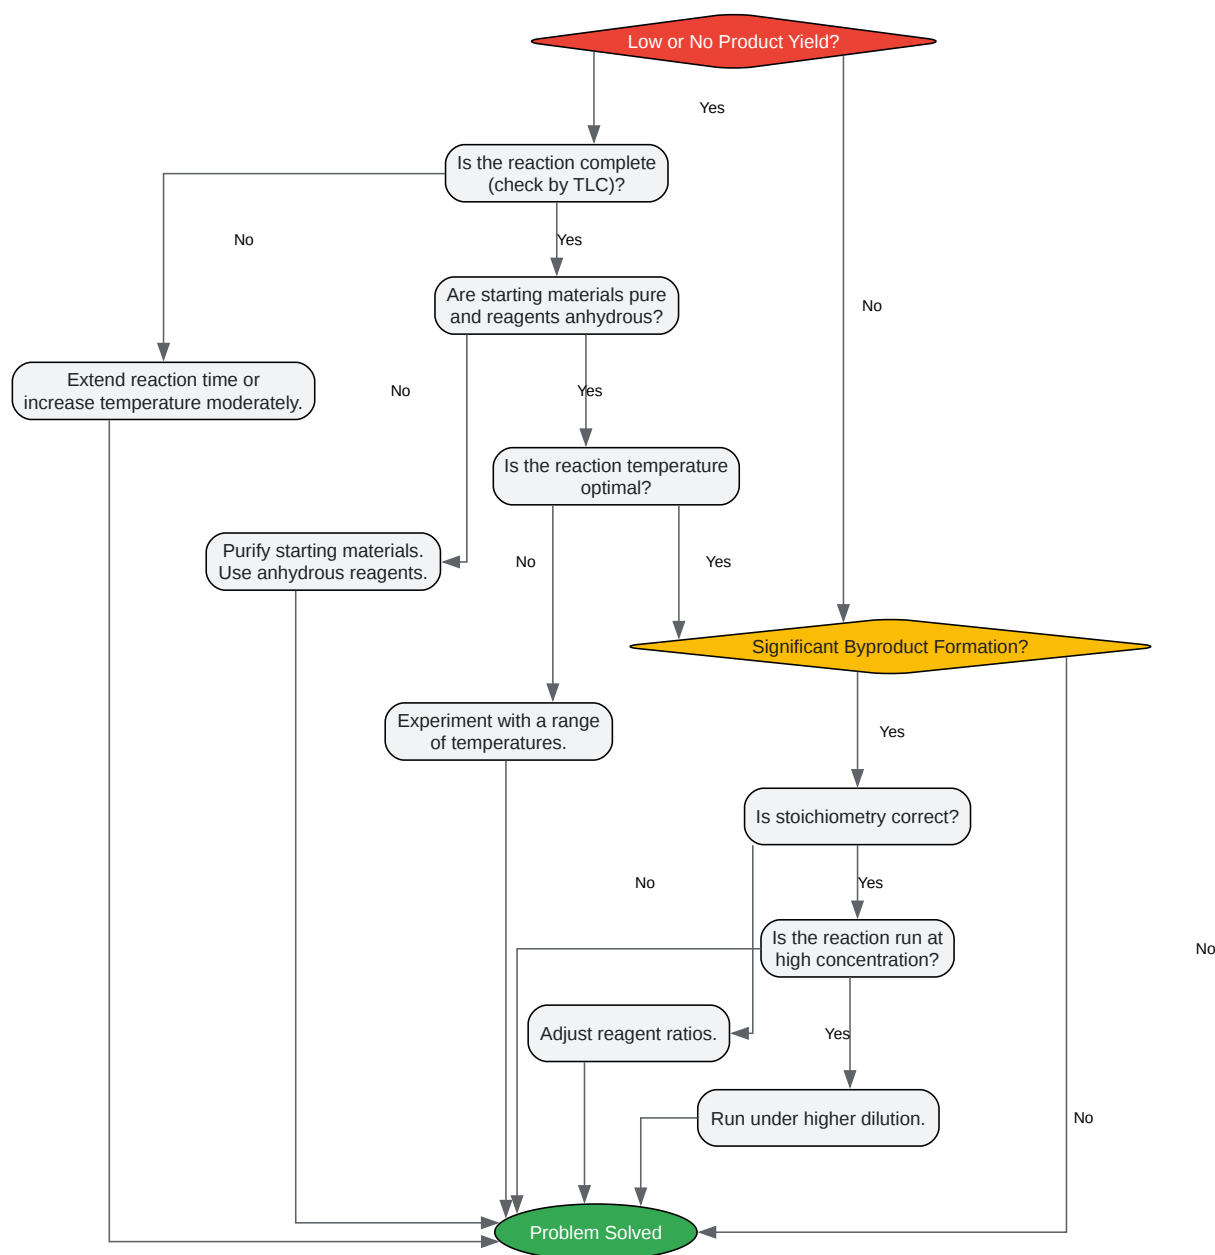 Low or No Product Yield?
Yes
Is the reaction complete
(check by TLC)?
No
Yes
Are starting materials pure
and reagents anhydrous?
No
Extend reaction time or
increase temperature moderately.
No
Yes
Is the reaction temperature
optimal?
Purify starting materials.
Use anhydrous reagents.
No
Yes
Significant Byproduct Formation?
Experiment with a range
of temperatures.
Yes
Is stoichiometry correct?
No
Yes
Is the reaction run at
high concentration?
No
Adjust reagent ratios.
Yes
Run under higher dilution.
No
Problem Solved